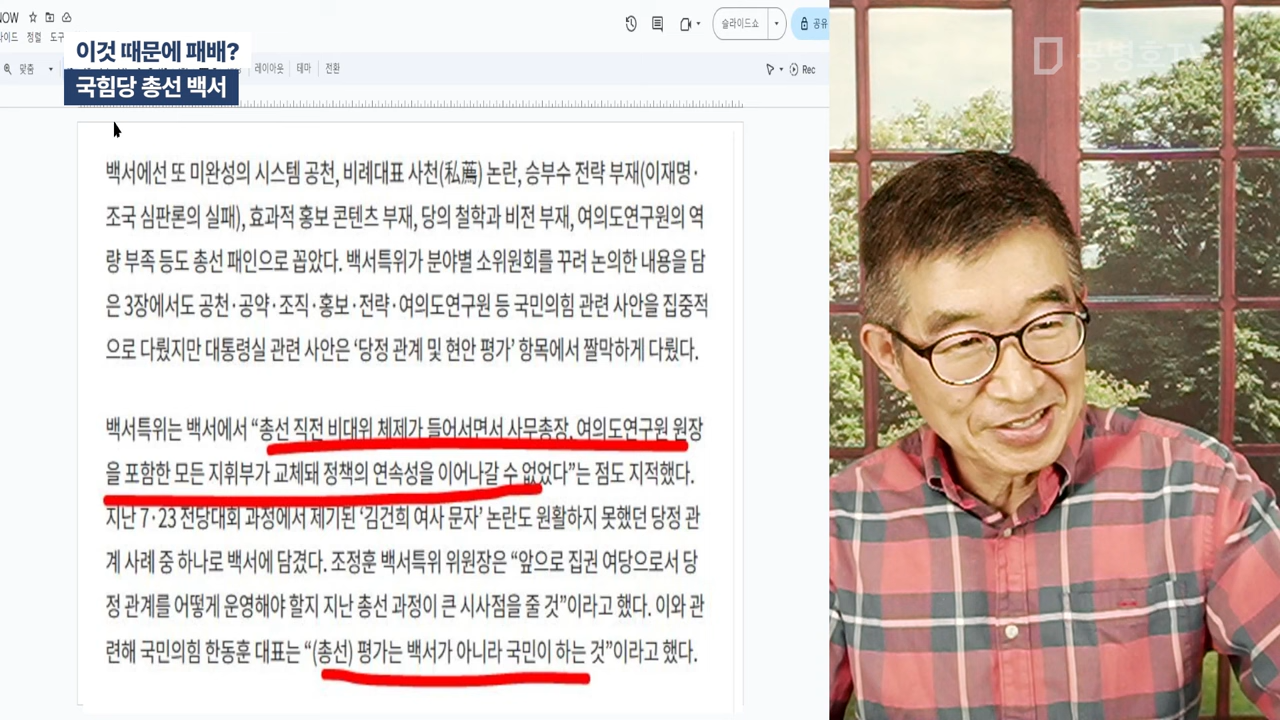 NOW
슬라이드쇼
공유
이드 정렬 도구
이것 때문에 패배?
국힘당 총선 백서
맞춤
레이아웃 테마 전환
Rec
공병호TV
백서에선 또 미완성의 시스템 공천, 비례대표 사천(私薦) 논란, 승부수 전략 부재(이재명·
조국 심판론의 실패), 효과적 홍보 콘텐츠 부재, 당의 철학과 비전 부재, 여의도연구원의 역
량 부족 등도 총선 패인으로 꼽았다. 백서특위가 분야별 소위원회를 꾸려 논의한 내용을 담
은 3장에서도 공천·공약·조직·홍보·전략·여의도연구원 등 국민의힘 관련 사안을 집중적
으로 다뤘지만 대통령실 관련 사안은 ‘당정 관계 및 현안 평가’ 항목에서 짤막하게 다뤘다.
백서특위는 백서에서 “총선 직전 비대위 체제가 들어서면서 사무총장, 여의도연구원 원장
을 포함한 모든 지휘부가 교체돼 정책의 연속성을 이어나갈 수 없었다”는 점도 지적했다.
지난 7·23 전당대회 과정에서 제기된 ‘김건희 여사 문자’ 논란도 원활하지 못했던 당정 관
계 사례 중 하나로 백서에 담겼다. 조정훈 백서특위 위원장은 “앞으로 집권 여당으로서 당
정 관계를 어떻게 운영해야 할지 지난 총선 과정이 큰 시사점을 줄 것”이라고 했다. 이와 관
련해 국민의힘 한동훈 대표는 “(총선) 평가는 백서가 아니라 국민이 하는 것”이라고 했다.